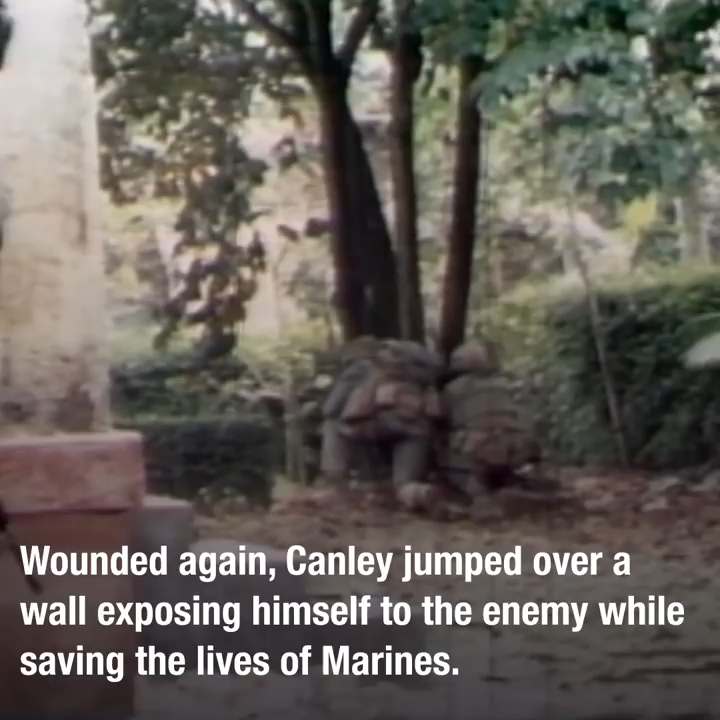 Wounded again, Canley jumped over a
wall exposing himself to the enemy while
saving the lives of Marines.